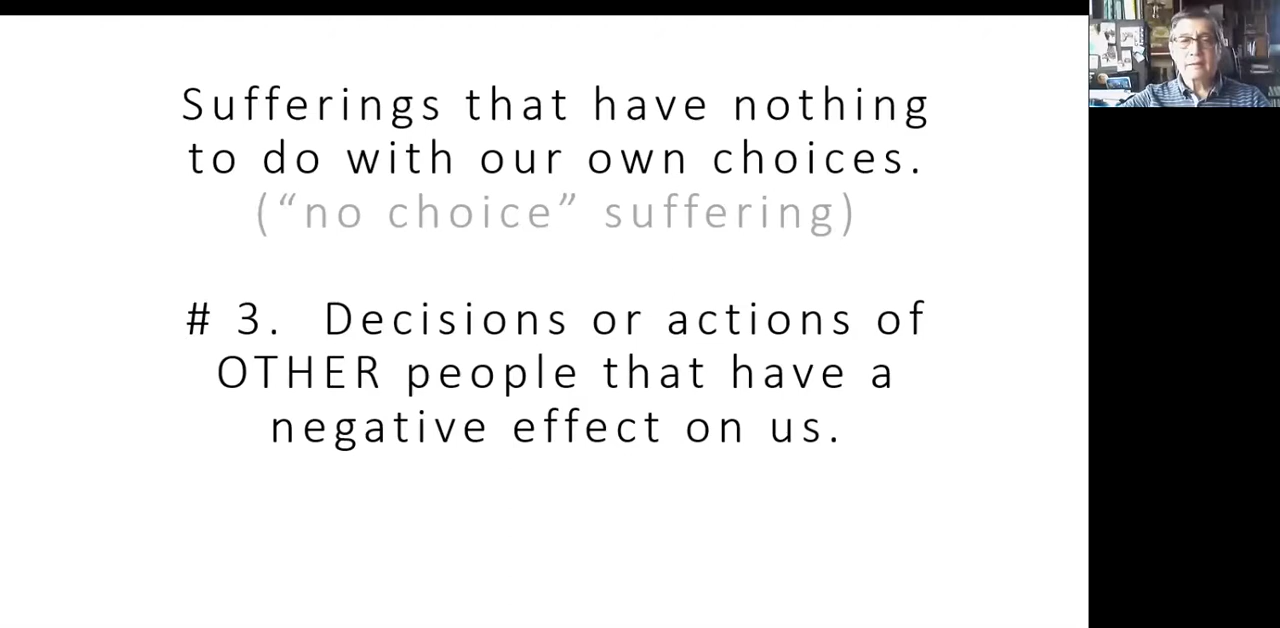 Sufferings that have nothing
to do with our own choices.
(“no choice” suffering)
# 3. Decisions or actions of
OTHER people that have a
negative effect on us.